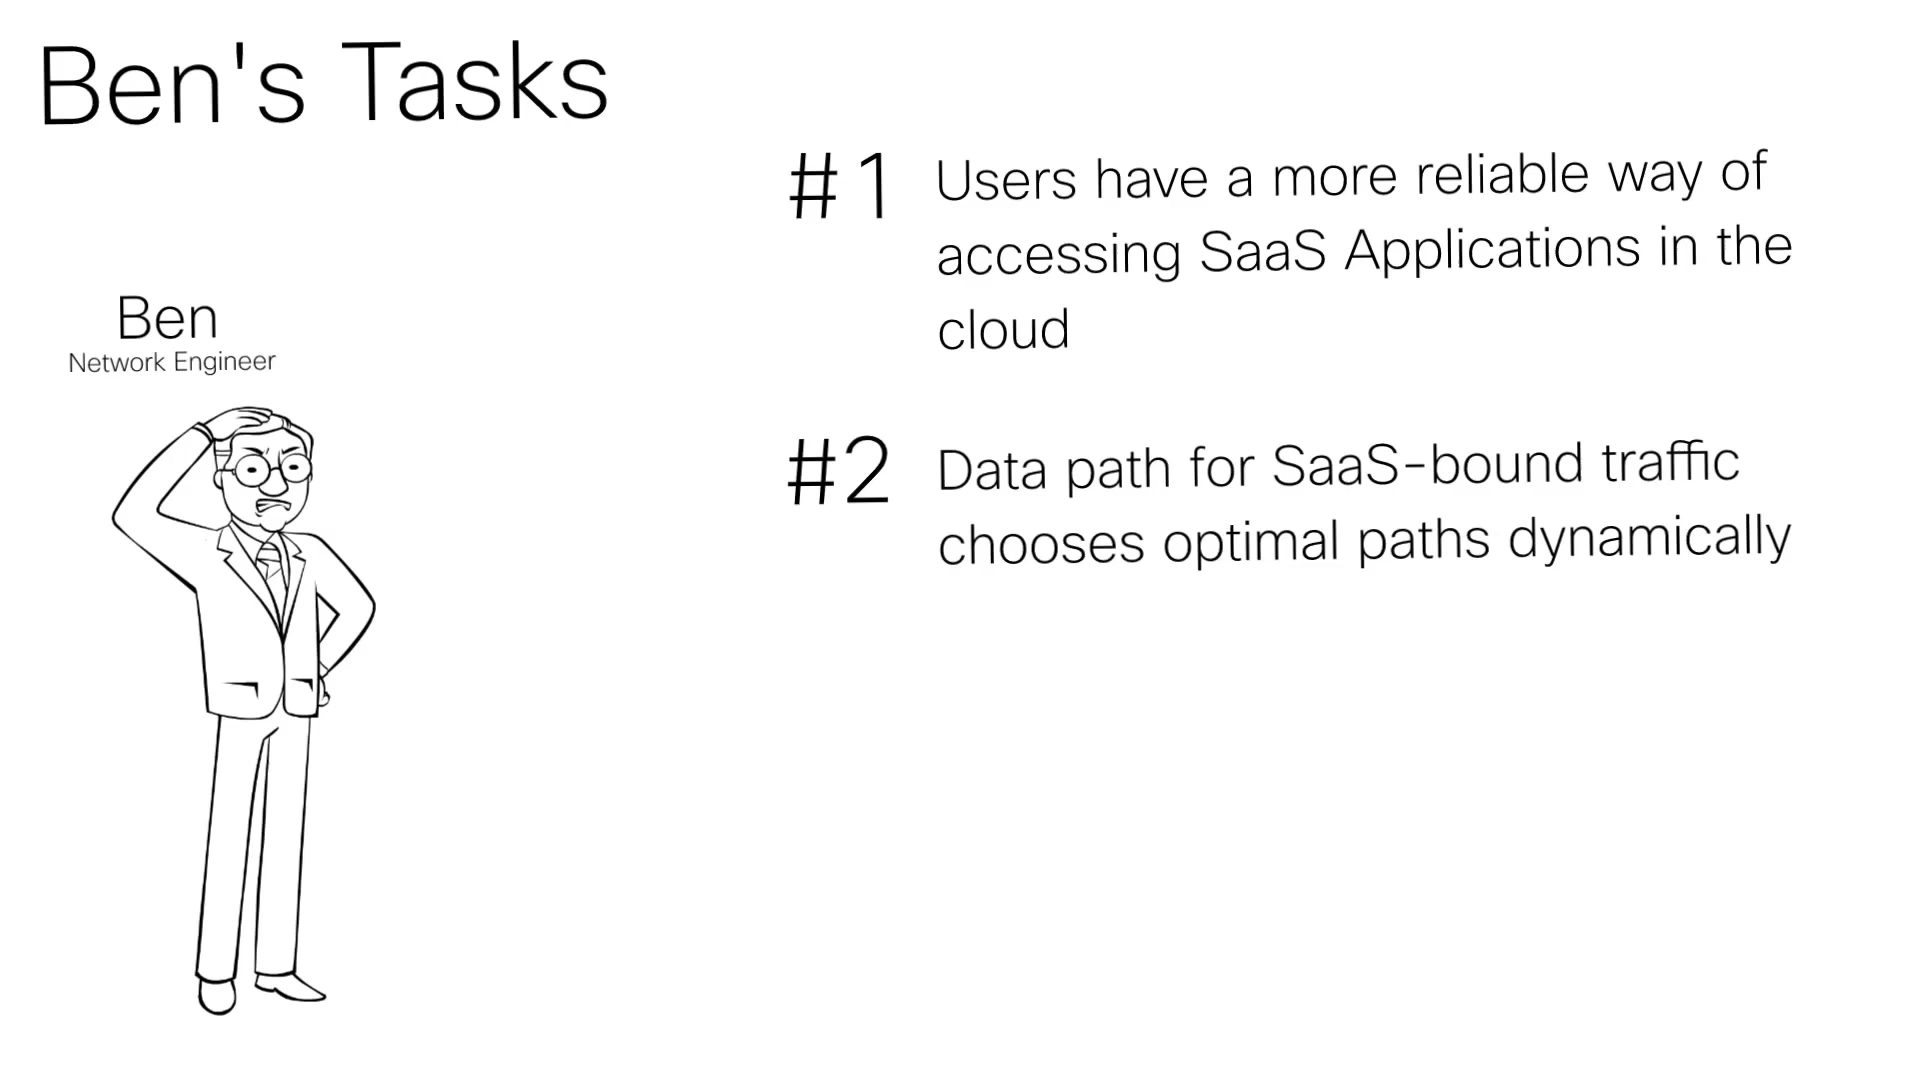 Ben's Tasks
#1 Users have a more reliable way of
accessing SaaS Applications in the
cloud
Ben
Network Engineer
#2 Data path for SaaS-bound traffic
chooses optimal paths dynamically